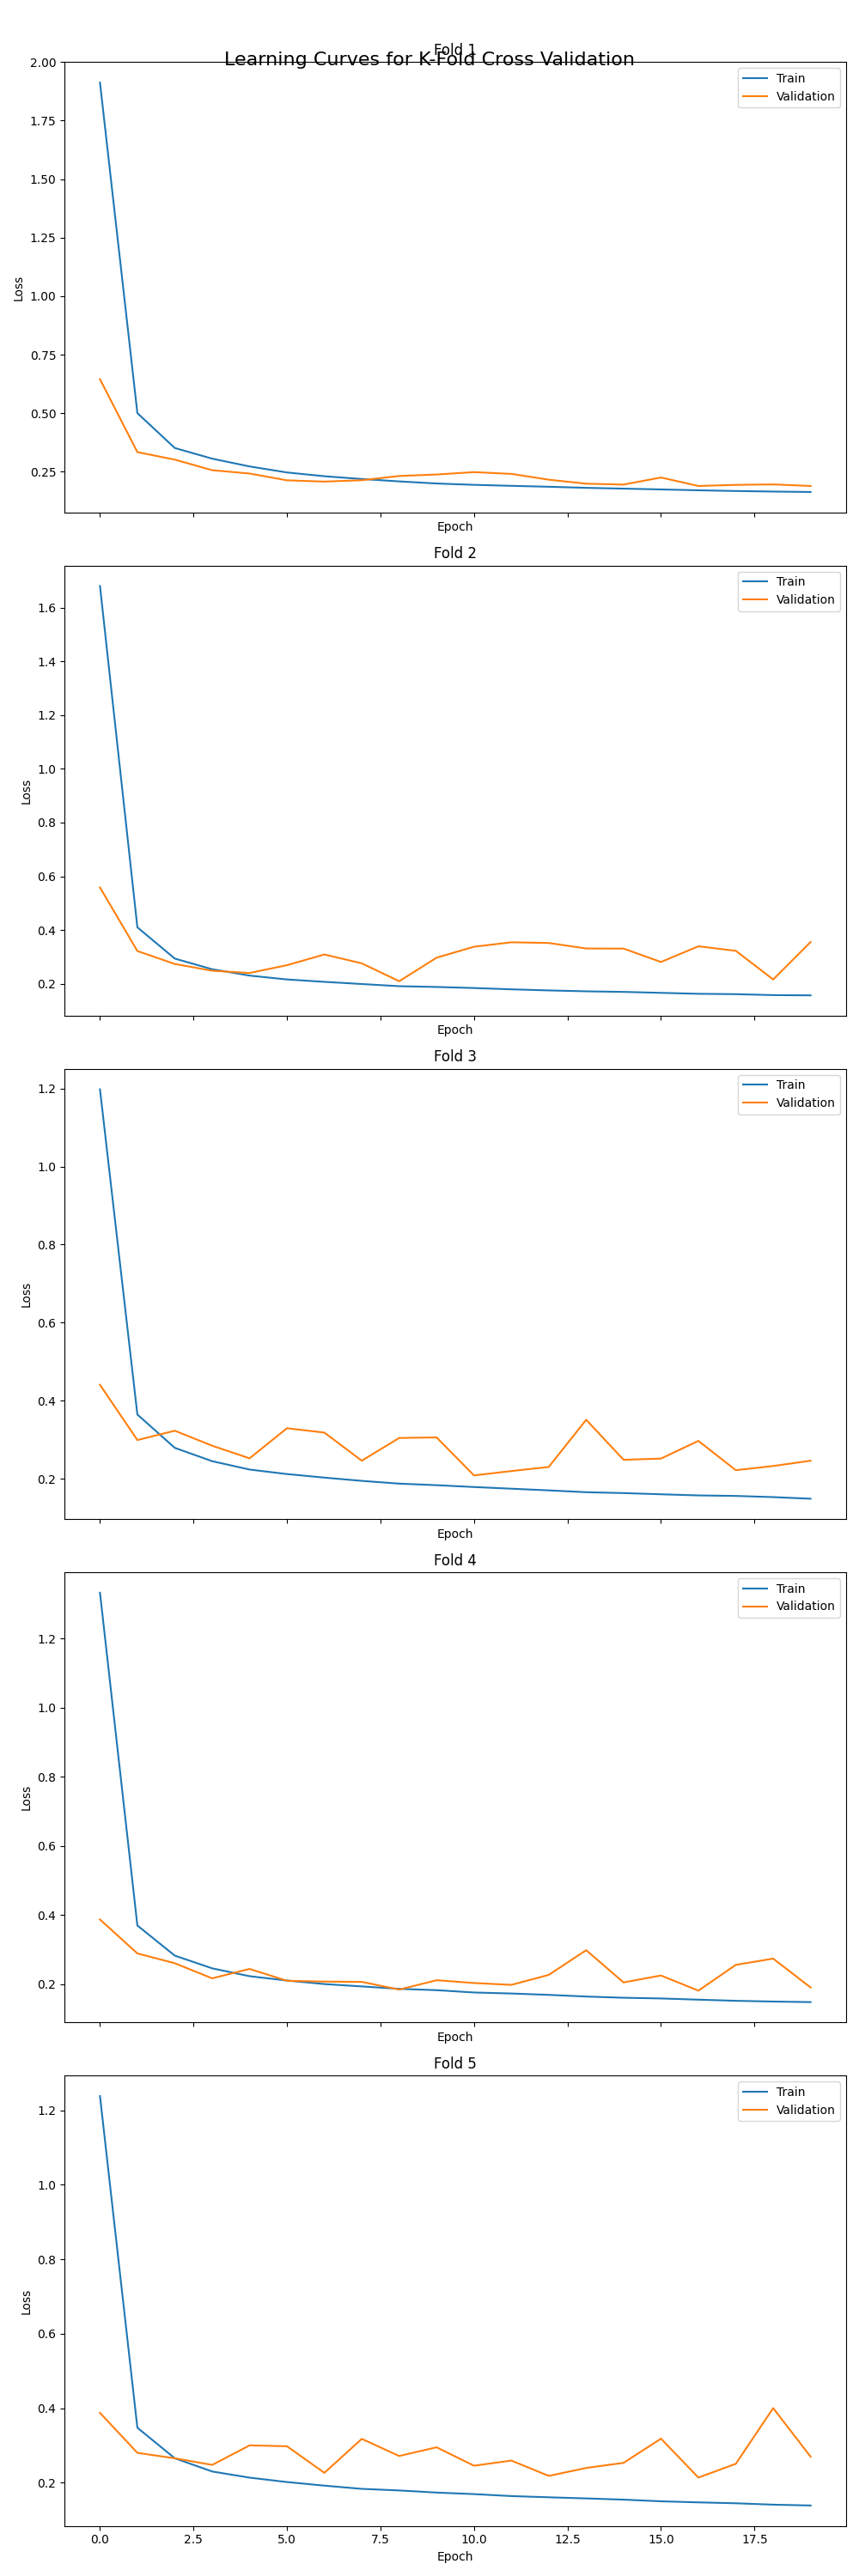 Fold 1
Learning Curves for K-Fold Cross Validation
Train
Validation
2.00
1.75
1.50
1.25
1.00
0.75
0.50
0.25
Loss
Epoch
Fold 2
Train
Validation
1.6
1.4
1.2
1.0
0.8
0.6
0.4
0.2
Loss
Epoch
Fold 3
Train
Validation
1.2
1.0
0.8
0.6
0.4
0.2
Loss
Epoch
Fold 4
Train
Validation
1.2
1.0
0.8
0.6
0.4
0.2
Loss
Epoch
Fold 5
Train
Validation
1.2
1.0
0.8
0.6
0.4
0.2
Loss
0.0 2.5 5.0 7.5 10.0 12.5 15.0 17.5
Epoch